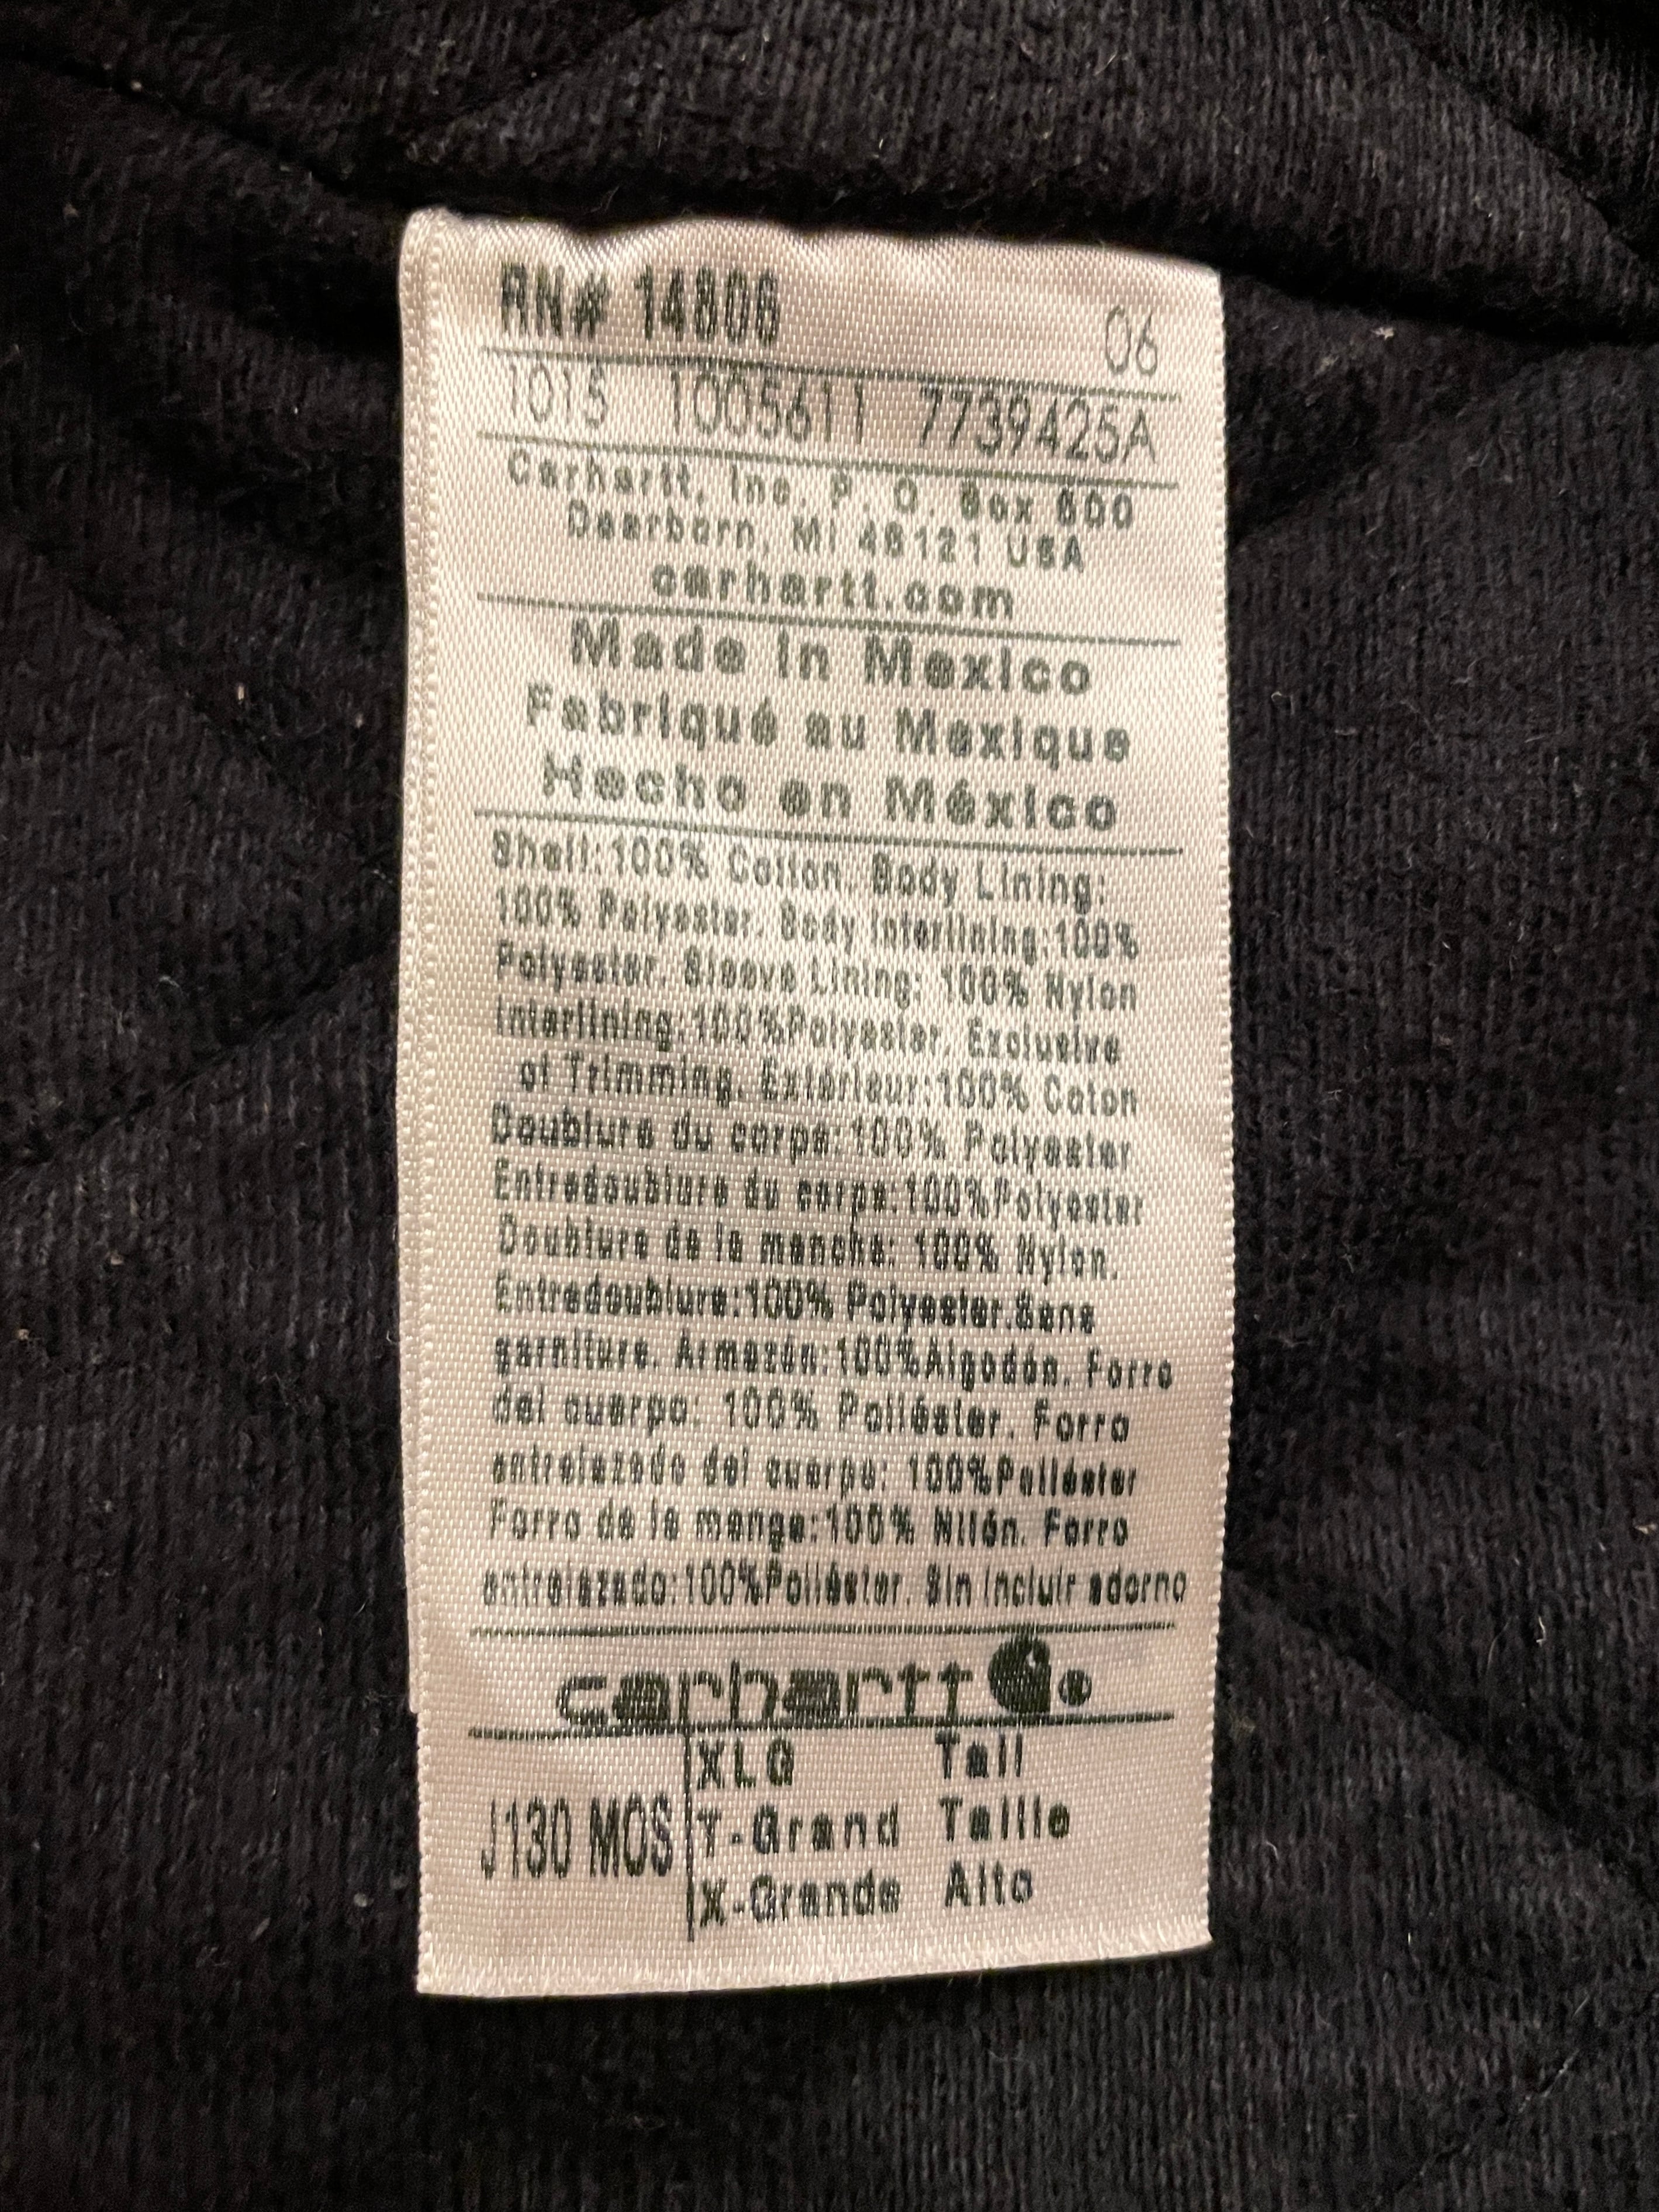 RN# 14806 06
1015 1005611 7739425A
Carhartt, Inc. P. O. Box 600
Dearborn, MI 48121 USA
carhartt.com
Made in Mexico
Fabriqué au Mexique
Hecho en México
Shell:100% Cotton. Body Lining:
100% Polyester. Body Interlining:100%
Polyester. Sleeve Lining: 100% Nylon
Interlining:100%Polyester. Exclusive
of Trimming. Extérieur:100% Coton
Doublure du corps:100% Polyester
Entredoublure du corps:100%Polyester
Doublure de la manche: 100% Nylon.
Entredoublure:100% Polyester.Sans
garniture. Armazón:100%Algodón. Forro
del cuerpo: 100% Poliéster. Forro
entrelazado del cuerpo: 100%Poliéster
Forro de la manga:100% Nilón. Forro
entrelazado:100%Poliéster. Sin incluir adorno
carhartt
J130 MOS
XLG Tall
T-Grand Taille
X-Grande Alto